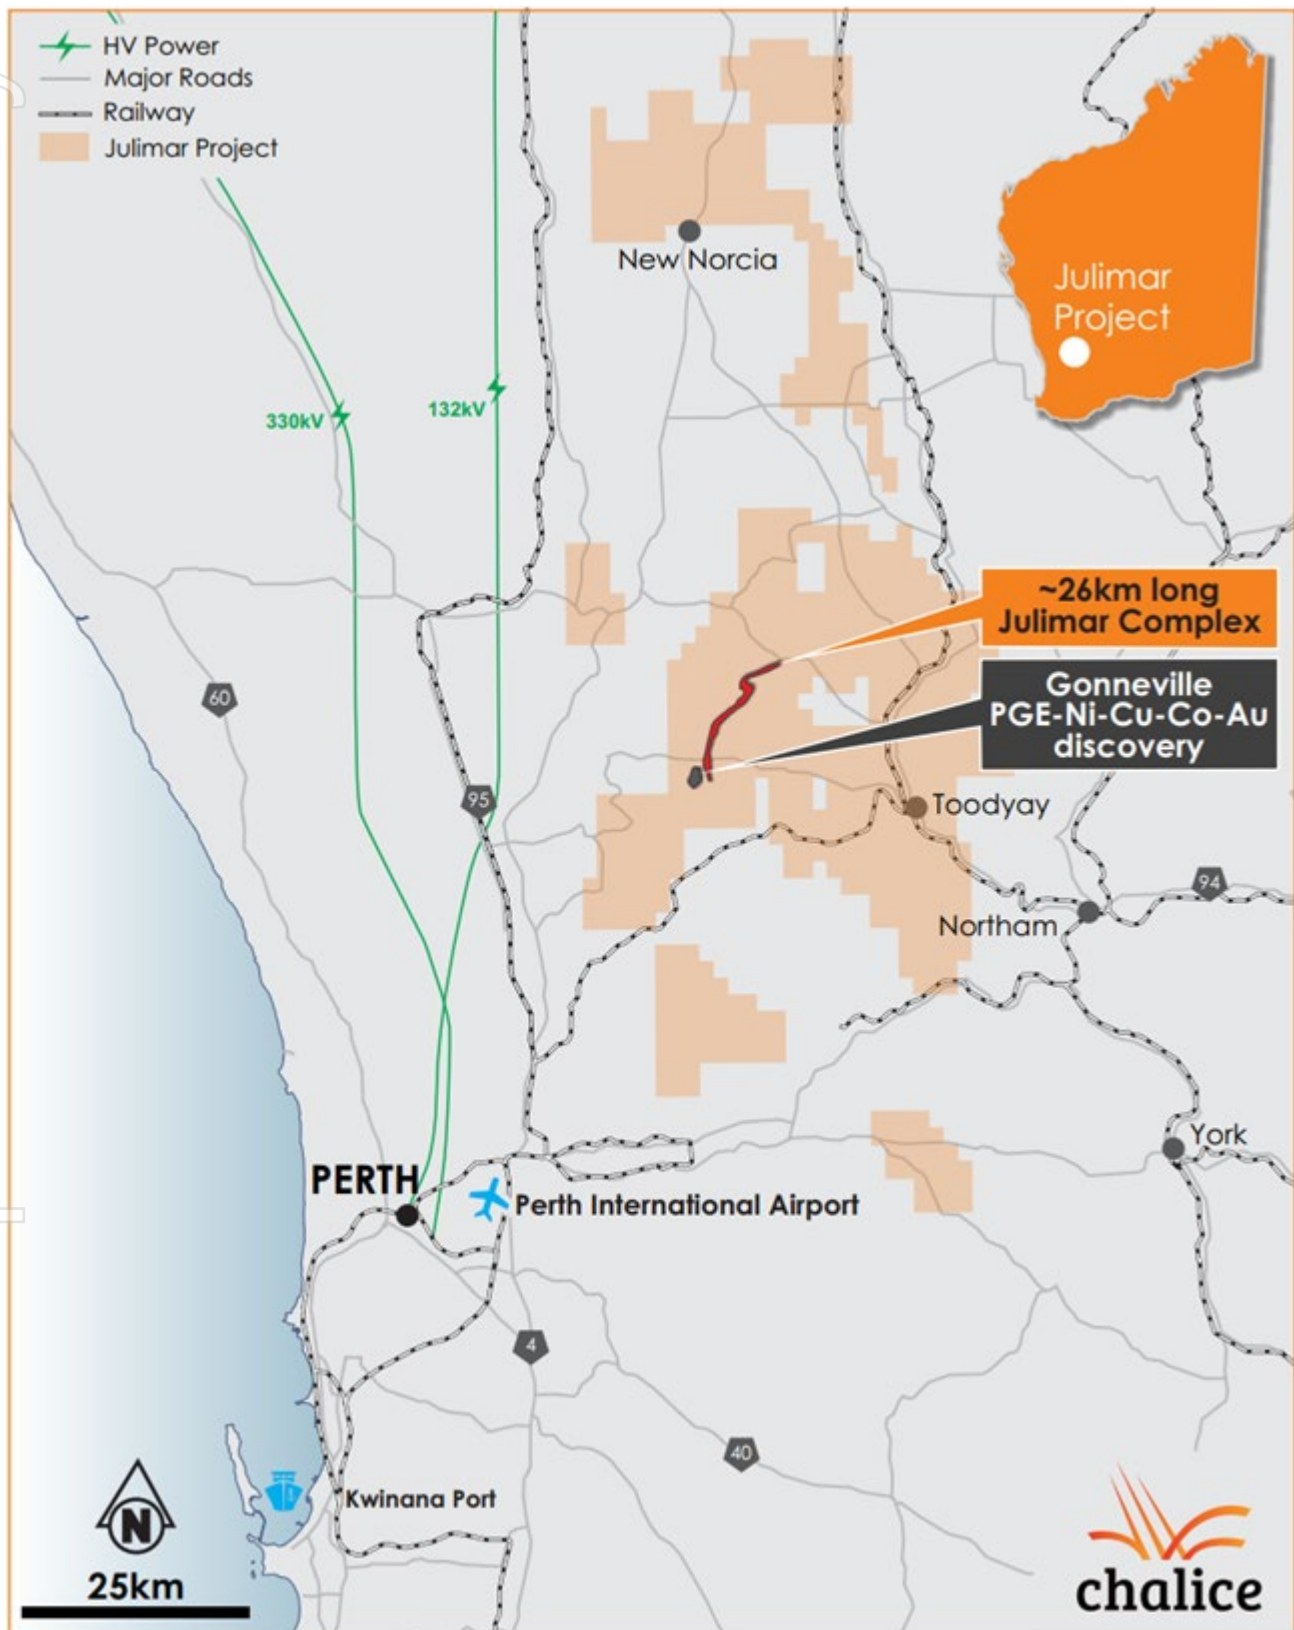 HV Power
Major Roads
Railway
Julimar Project
New Norcia
Julimar
Project
330kV
132kV
~26km long
Julimar Complex
Gonneville
PGE-Ni-Cu-Co-Au
discovery
60
95
Toodyay
94
Northam
York
PERTH
Perth International Airport
4
40
Kwinana Port
N
25km
chalice